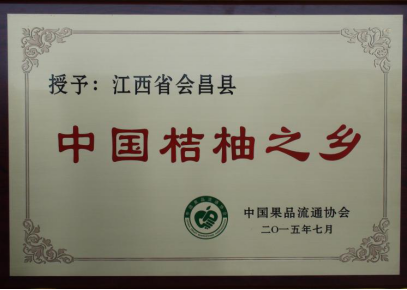 授予：江西省会昌县
中国桔柚之乡
中国果品流通协会
二〇一五年七月